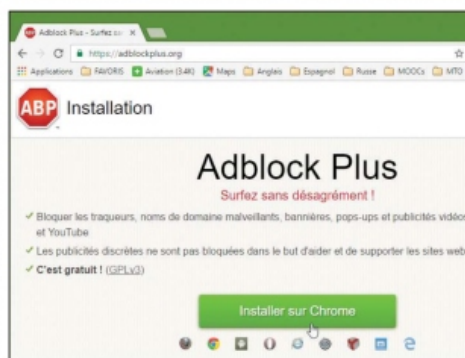 Adblock Plus - Surfez sa
https://adblockplus.org
Applications FAVORIS Aviation (3.4K) Maps Anglais Espagnol Russe MOOCs MTO
ABP Installation
Adblock Plus
Surfez sans désagrément !
Bloquer les traqueurs, noms de domaine malveillants, bannières, pops-ups et publicités vidéos
et YouTube
Les publicités discrètes ne sont pas bloquées dans le but d'aider et de supporter les sites web
C'est gratuit ! (GPLv3)
Installer sur Chrome